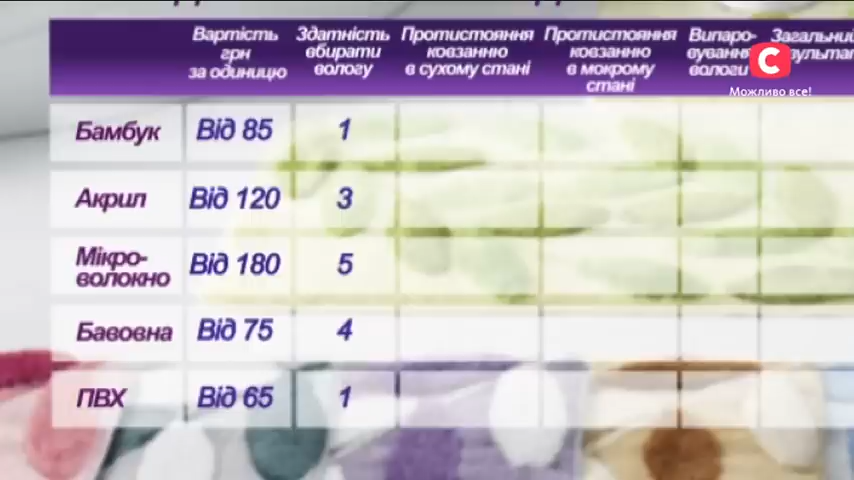 Вартість грн за одиницю
Здатність вбирати вологу
Протистояння ковзанню в сухому стані
Протистояння ковзанню в мокрому стані
Випаро-вування вологи
Загальний
С
Можливо все!
Бамбук Від 85 1
Акрил Від 120 3
Мікро-волокно Від 180 5
Бавовна Від 75 4
ПВХ Від 65 1